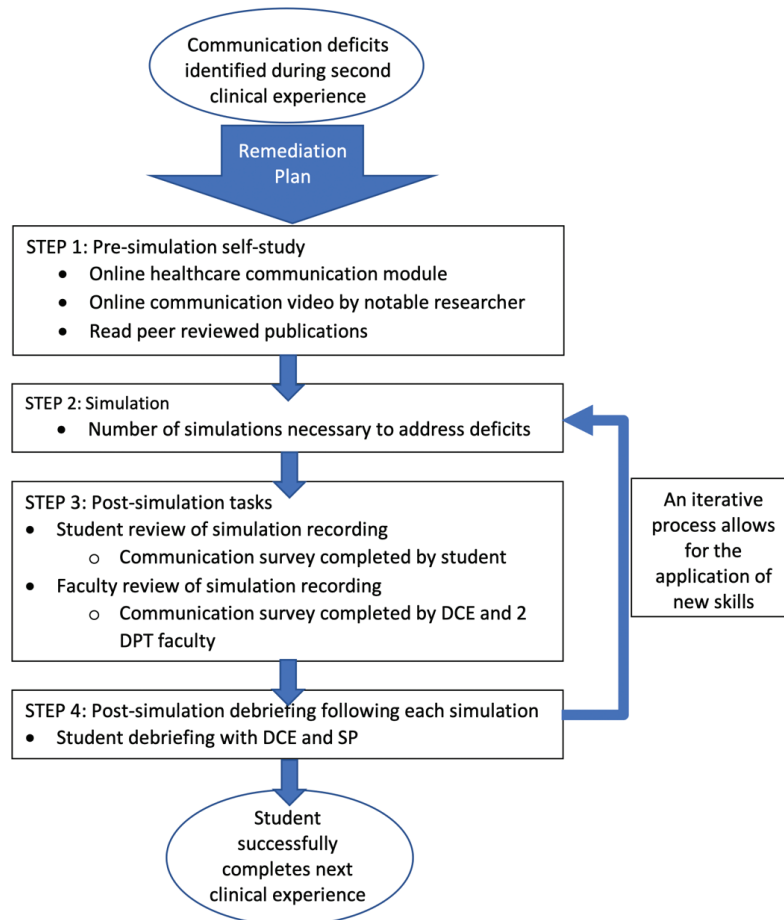 Communication deficits
identified during second
clinical experience
Remediation
Plan
STEP 1: Pre-simulation self-study
• Online healthcare communication module
• Online communication video by notable researcher
• Read peer reviewed publications
STEP 2: Simulation
• Number of simulations necessary to address deficits
STEP 3: Post-simulation tasks
• Student review of simulation recording
o Communication survey completed by student
• Faculty review of simulation recording
o Communication survey completed by DCE and 2
DPT faculty
An iterative
process allows
for the
application of
new skills
STEP 4: Post-simulation debriefing following each simulation
• Student debriefing with DCE and SP
Student
successfully
completes next
clinical experience